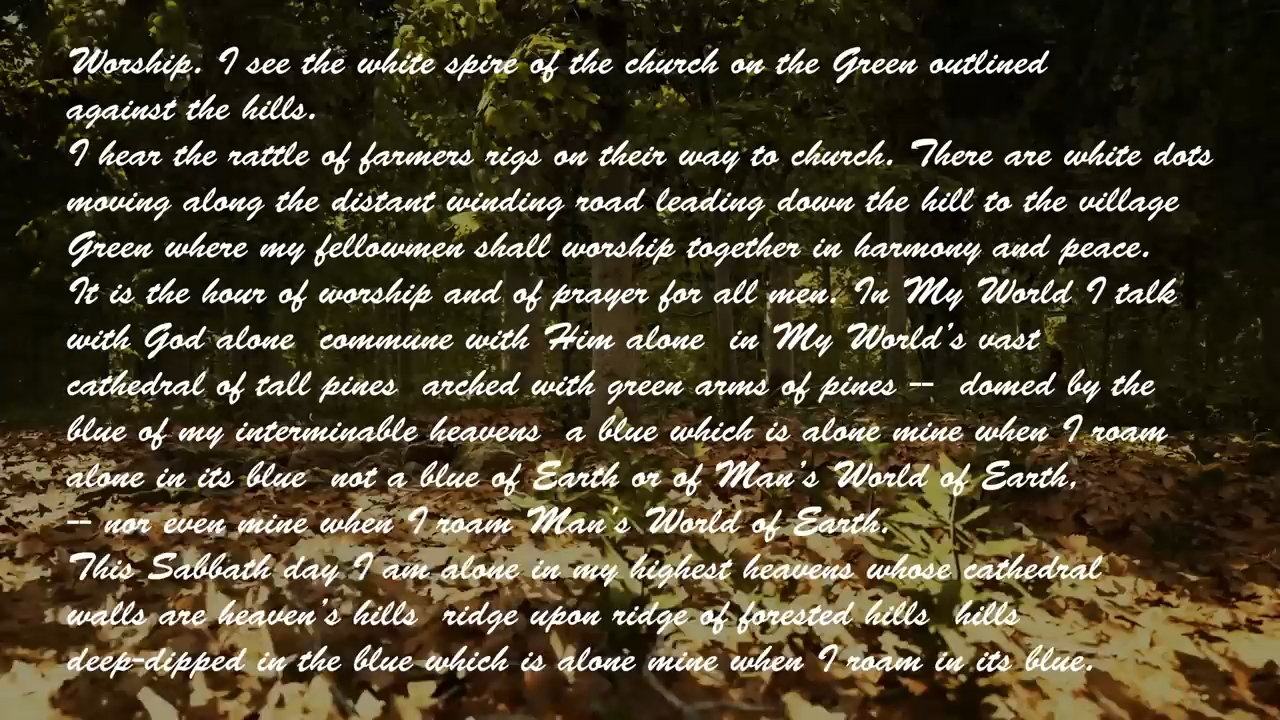 Worship. I see the white spire of the church on the Green outlined
against the hills.
I hear the rattle of farmers rigs on their way to church. There are white dots
moving along the distant winding road leading down the hill to the village
Green where my fellowmen shall worship together in harmony and peace.
It is the hour of worship and of prayer for all men. In My World I talk
with God alone  commune with Him alone  in My World's vast
cathedral of tall pines  arched with green arms of pines --  domed by the
blue of my interminable heavens  a blue which is alone mine when I roam
alone in its blue  not a blue of Earth or of Man's World of Earth,
-- nor even mine when I roam Man's World of Earth.
This Sabbath day I am alone in my highest heavens whose cathedral
walls are heaven's hills  ridge upon ridge of forested hills  hills
deep-dipped in the blue which is alone mine when I roam in its blue.